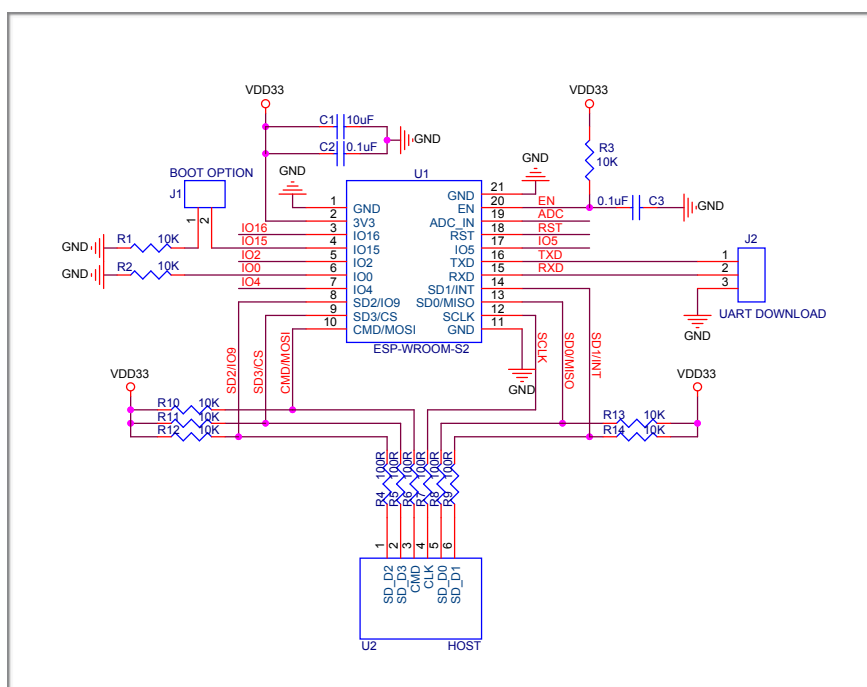 VDD33
VDD33
C1 10uF
C2 0.1uF
GND
R3
10K
BOOT OPTION
J1
1
2
GND
U1
GND
1 GND
2 3V3
IO16 3 IO16
IO15 4 IO15
IO2 5 IO2
IO0 6 IO0
IO4 7 IO4
8 SD2/IO9
9 SD3/CS
10 CMD/MOSI
GND 21
EN 20 EN
ADC_IN 19 ADC
RST 18 RST
IO5 17 IO5
TXD 16 TXD
RXD 15 RXD
SD1/INT 14
SD0/MISO 13
SCLK 12
GND 11
ESP-WROOM-S2
0.1uF C3
GND
GND R1 10K
GND R2 10K
J2
1
2
3
GND
UART DOWNLOAD
GND
SD2/IO9
SD3/CS
CMD/MOSI
SCLK
SD0/MISO
SD1/INT
VDD33
VDD33
R10 10K
R11 10K
R12 10K
R13 10K
R14 10K
R4 100R
R5 100R
R6 100R
R7 100R
R8 100R
R9 100R
1 SD_D2
2 SD_D3
3 CMD
4 CLK
5 SD_D0
6 SD_D1
U2 HOST